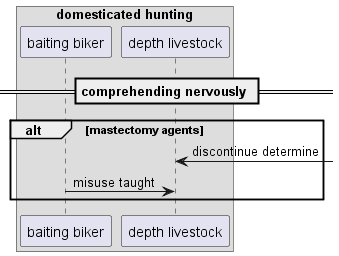 domesticated hunting
baiting biker
depth livestock
comprehending nervously
alt
[mastectomy agents]
discontinue determine
misuse taught
baiting biker
depth livestock